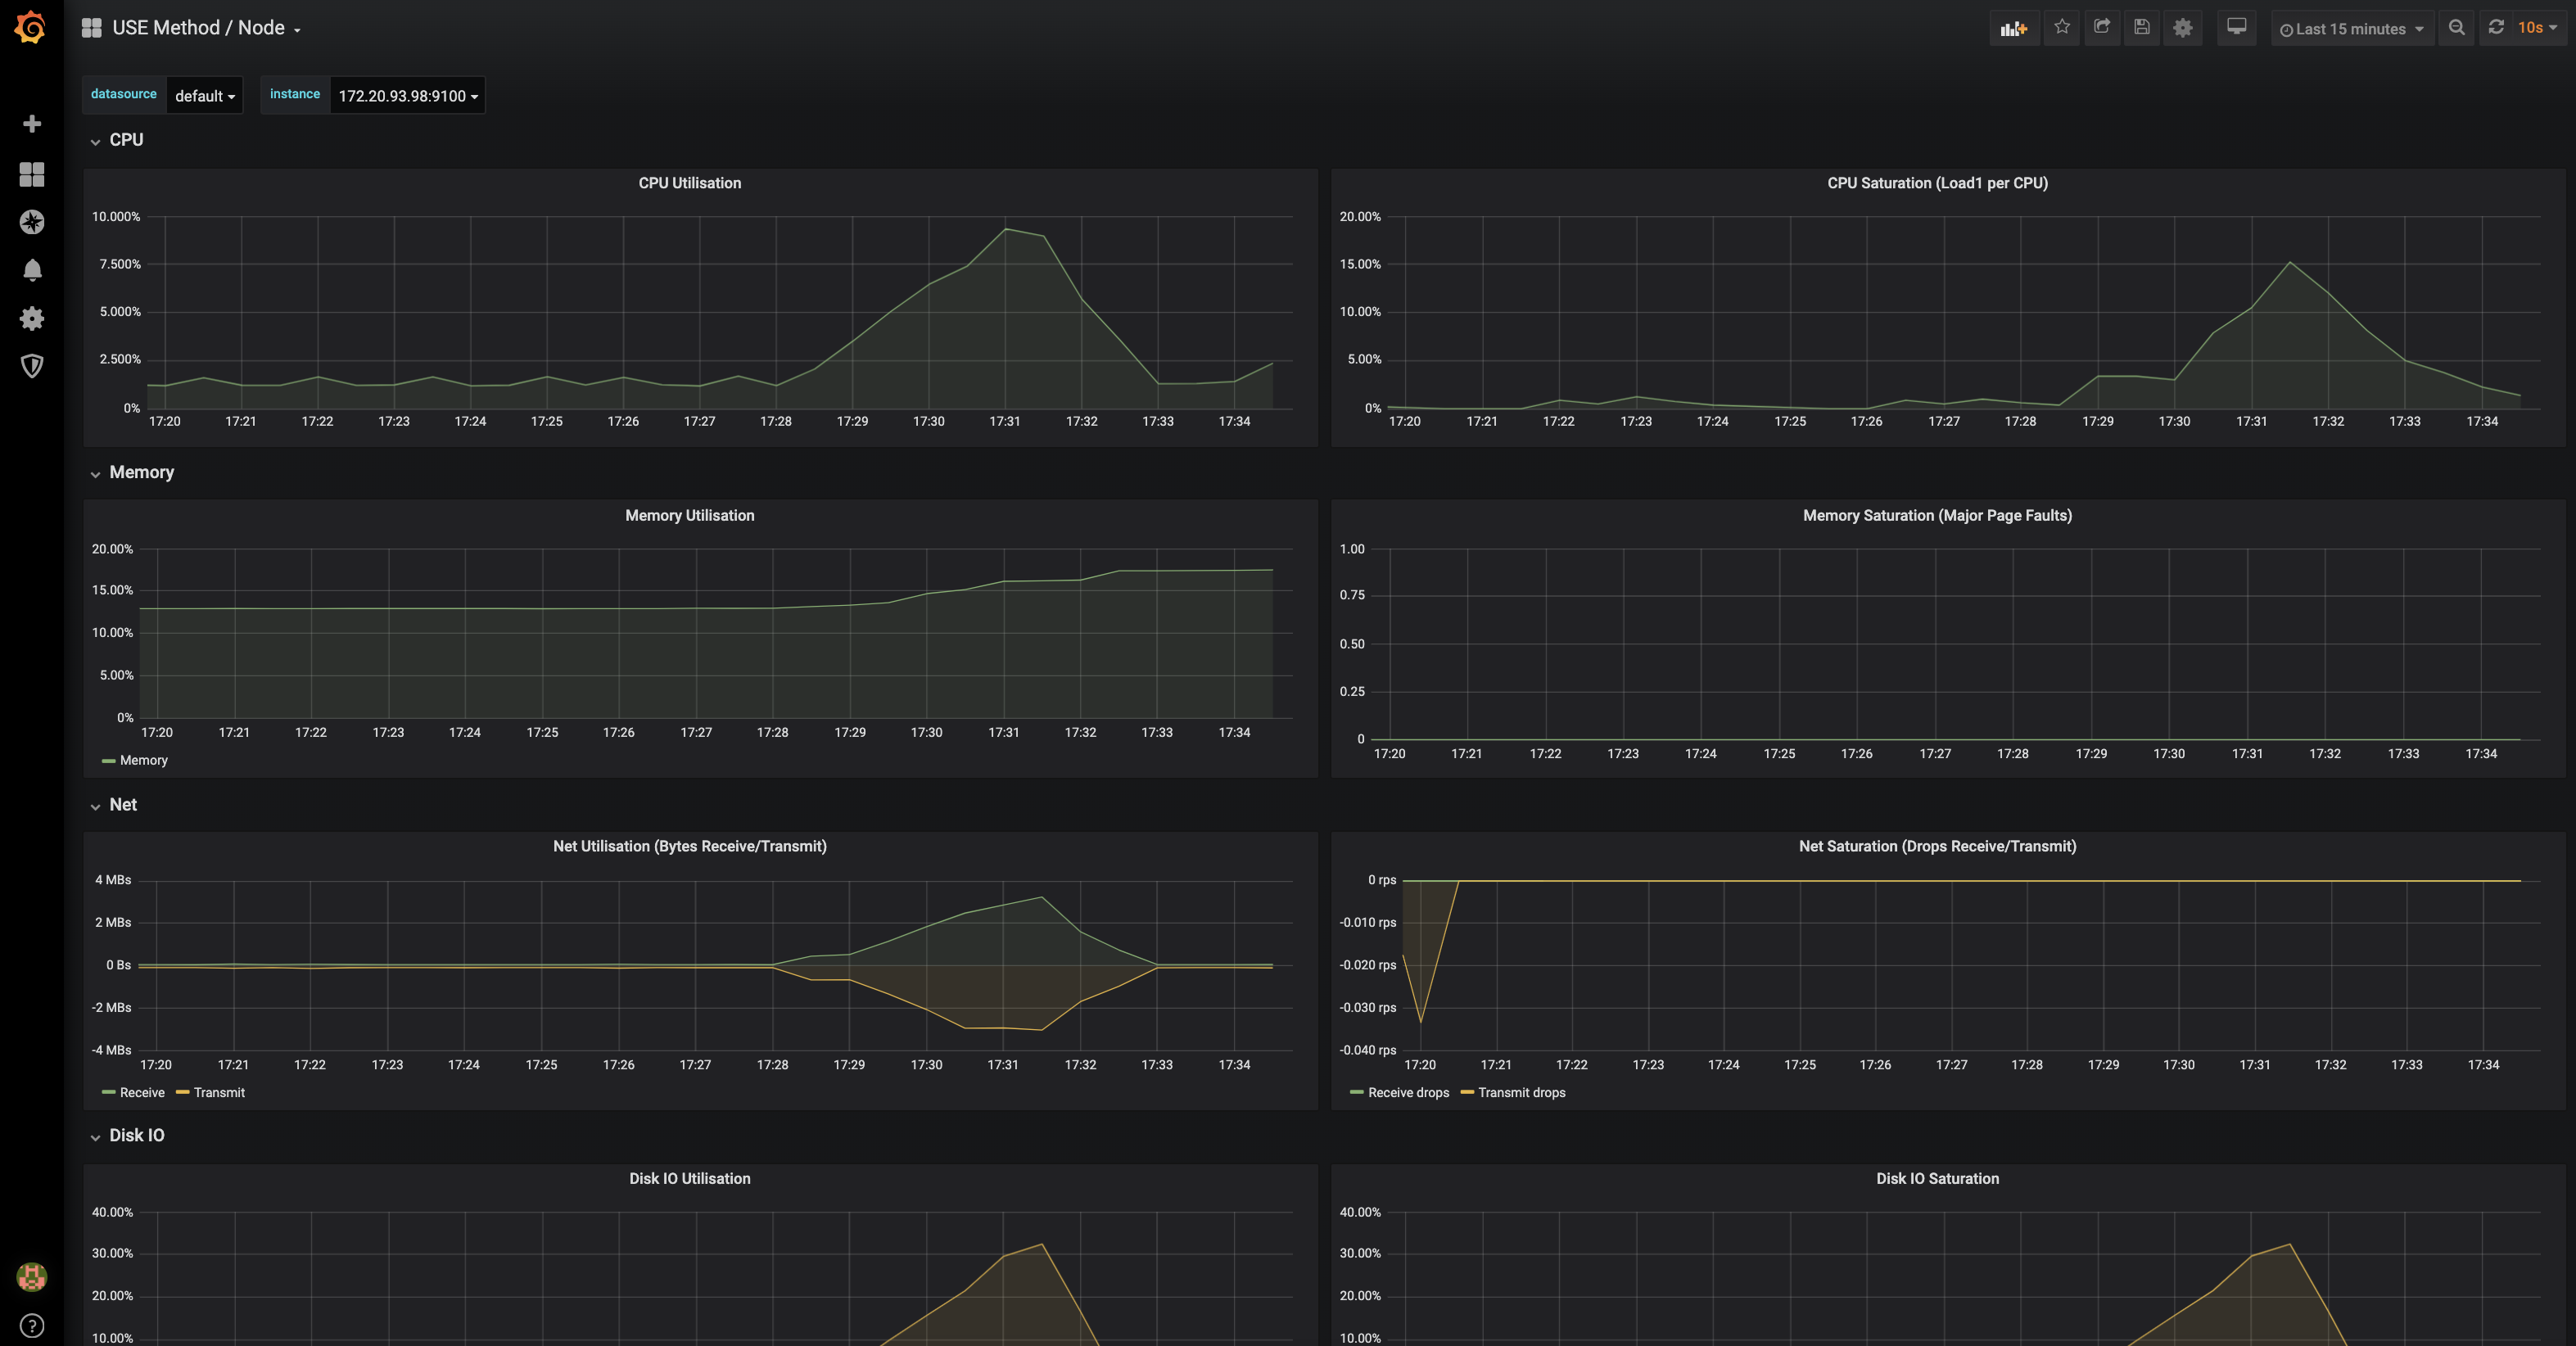 USE Method / Node
Last 15 minutes
10s
datasource default instance 172.20.93.98:9100
CPU
CPU Utilisation
10.000%
7.500%
5.000%
2.500%
0%
17:20 17:21 17:22 17:23 17:24 17:25 17:26 17:27 17:28 17:29 17:30 17:31 17:32 17:33 17:34
CPU Saturation (Load1 per CPU)
20.00%
15.00%
10.00%
5.00%
0%
17:20 17:21 17:22 17:23 17:24 17:25 17:26 17:27 17:28 17:29 17:30 17:31 17:32 17:33 17:34
Memory
Memory Utilisation
20.00%
15.00%
10.00%
5.00%
0%
17:20 17:21 17:22 17:23 17:24 17:25 17:26 17:27 17:28 17:29 17:30 17:31 17:32 17:33 17:34
Memory
Memory Saturation (Major Page Faults)
1.00
0.75
0.50
0.25
0
17:20 17:21 17:22 17:23 17:24 17:25 17:26 17:27 17:28 17:29 17:30 17:31 17:32 17:33 17:34
Net
Net Utilisation (Bytes Receive/Transmit)
4 MBs
2 MBs
0 Bs
-2 MBs
-4 MBs
17:20 17:21 17:22 17:23 17:24 17:25 17:26 17:27 17:28 17:29 17:30 17:31 17:32 17:33 17:34
Receive Transmit
Net Saturation (Drops Receive/Transmit)
0 rps
-0.010 rps
-0.020 rps
-0.030 rps
-0.040 rps
17:20 17:21 17:22 17:23 17:24 17:25 17:26 17:27 17:28 17:29 17:30 17:31 17:32 17:33 17:34
Receive drops Transmit drops
Disk IO
Disk IO Utilisation
40.00%
30.00%
20.00%
10.00%
Disk IO Saturation
40.00%
30.00%
20.00%
10.00%